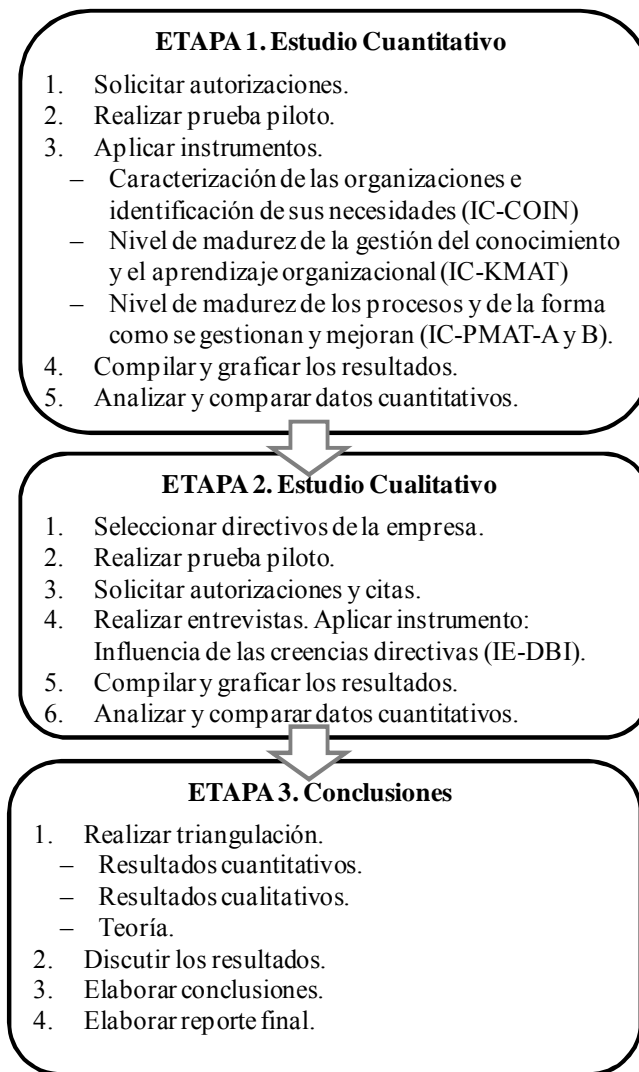 ETAPA 1. Estudio Cuantitativo
1. Solicitar autorizaciones.
2. Realizar prueba piloto.
3. Aplicar instrumentos.
– Caracterización de las organizaciones e
identificación de sus necesidades (IC-COIN)
– Nivel de madurez de la gestión del conocimiento
y el aprendizaje organizacional (IC-KMAT)
– Nivel de madurez de los procesos y de la forma
como se gestionan y mejoran (IC-PMAT-A y B).
4. Compilar y graficar los resultados.
5. Analizar y comparar datos cuantitativos.
ETAPA 2. Estudio Cualitativo
1. Seleccionar directivos de la empresa.
2. Realizar prueba piloto.
3. Solicitar autorizaciones y citas.
4. Realizar entrevistas. Aplicar instrumento:
Influencia de las creencias directivas (IE-DBI).
5. Compilar y graficar los resultados.
6. Analizar y comparar datos cuantitativos.
ETAPA 3. Conclusiones
1. Realizar triangulación.
– Resultados cuantitativos.
– Resultados cualitativos.
– Teoría.
2. Discutir los resultados.
3. Elaborar conclusiones.
4. Elaborar reporte final.